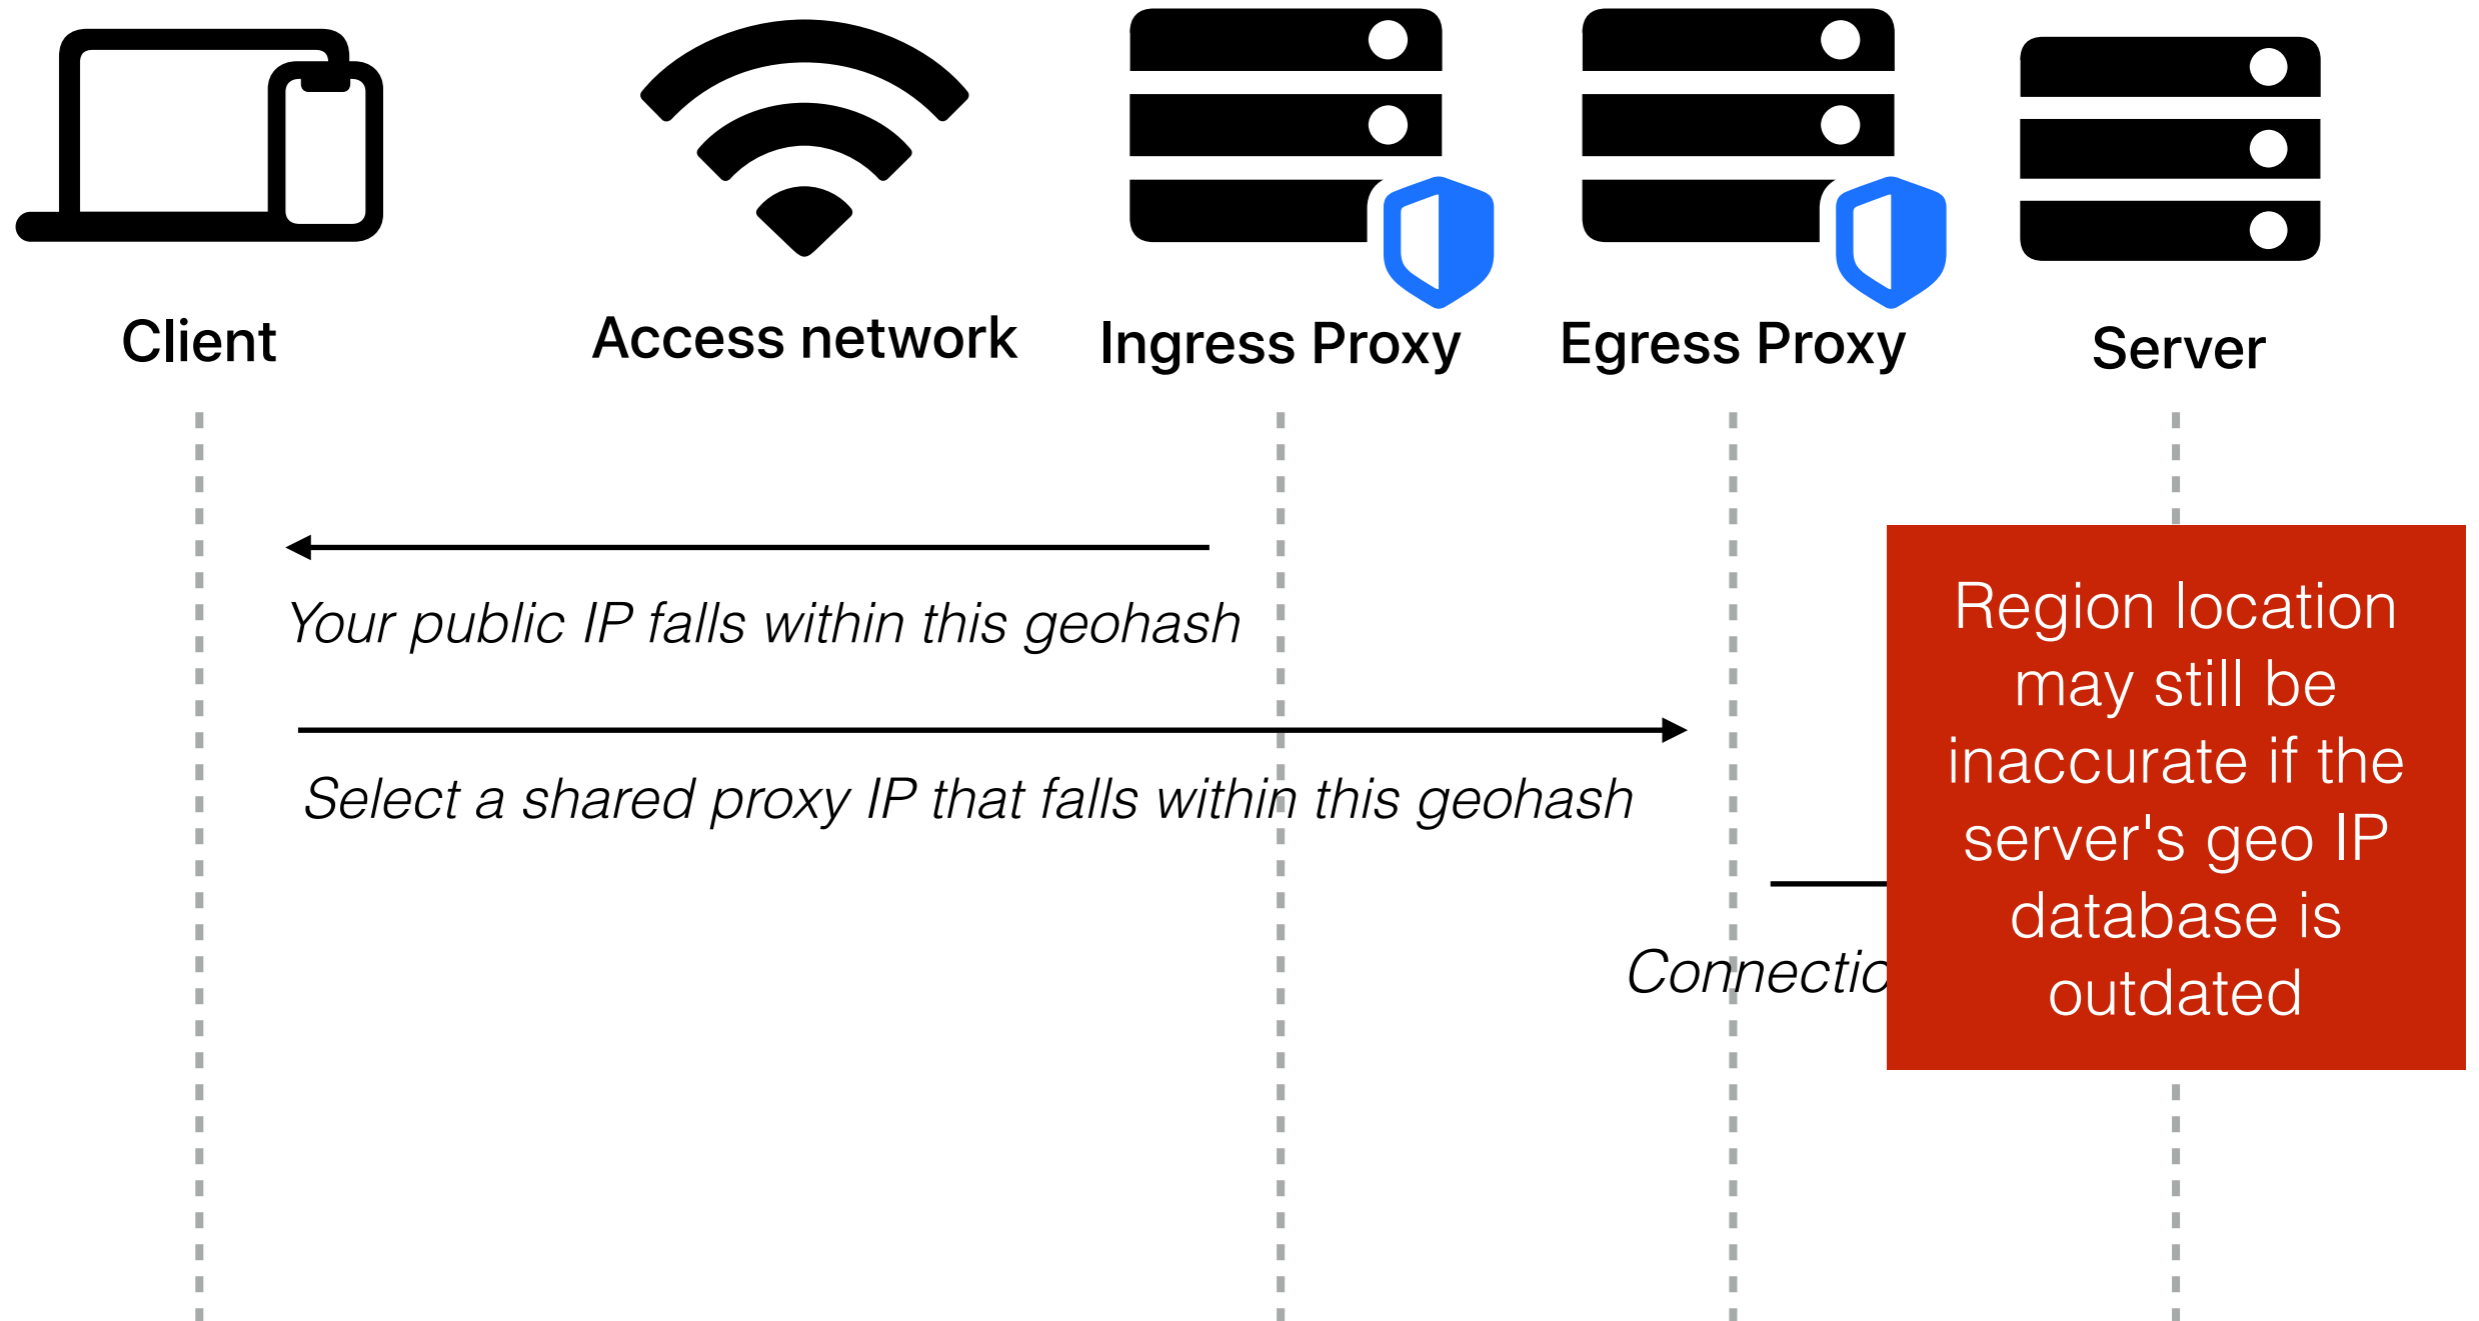 Client
Access network
Ingress Proxy
Egress Proxy
Server
Your public IP falls within this geohash
Select a shared proxy IP that falls within this geohash
Region location
may still be
inaccurate if the
server's geo IP
database is
outdated